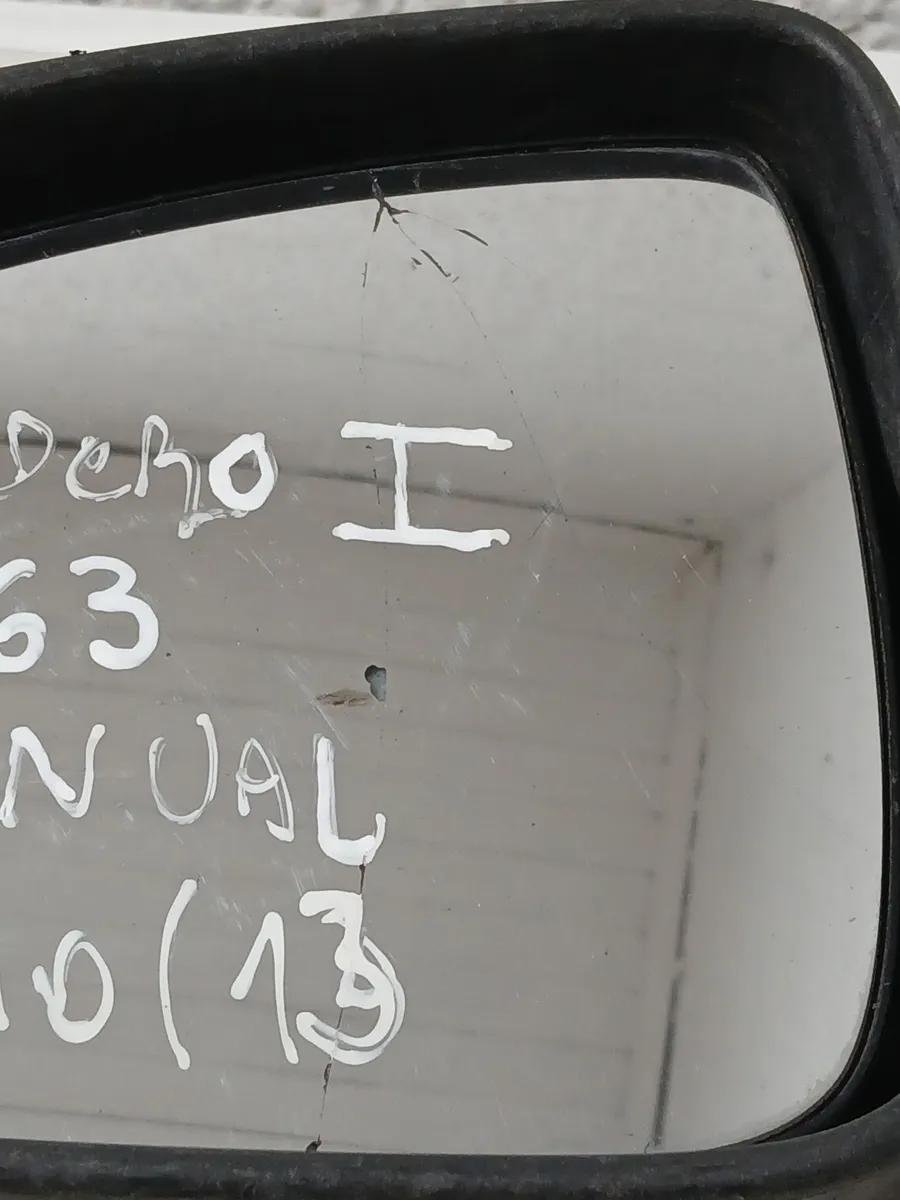 DERO I
63
NUAL
10 (13